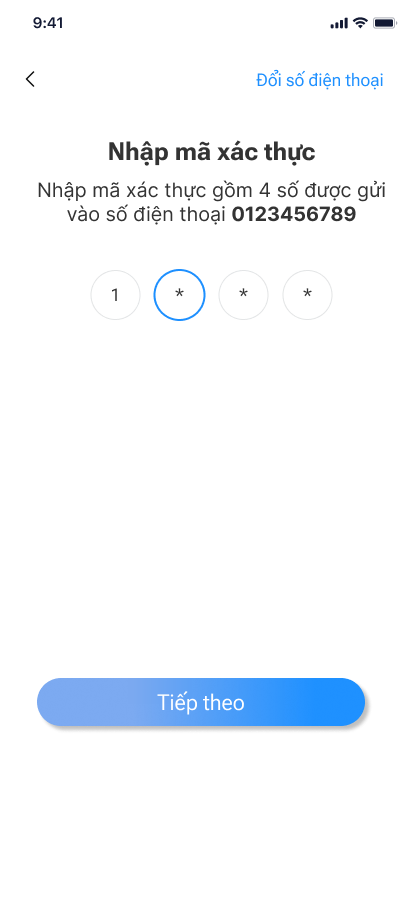 9:41
Đổi số điện thoại
Nhập mã xác thực
Nhập mã xác thực gồm 4 số được gửi
vào số điện thoại 0123456789
1 * * *
Tiếp theo